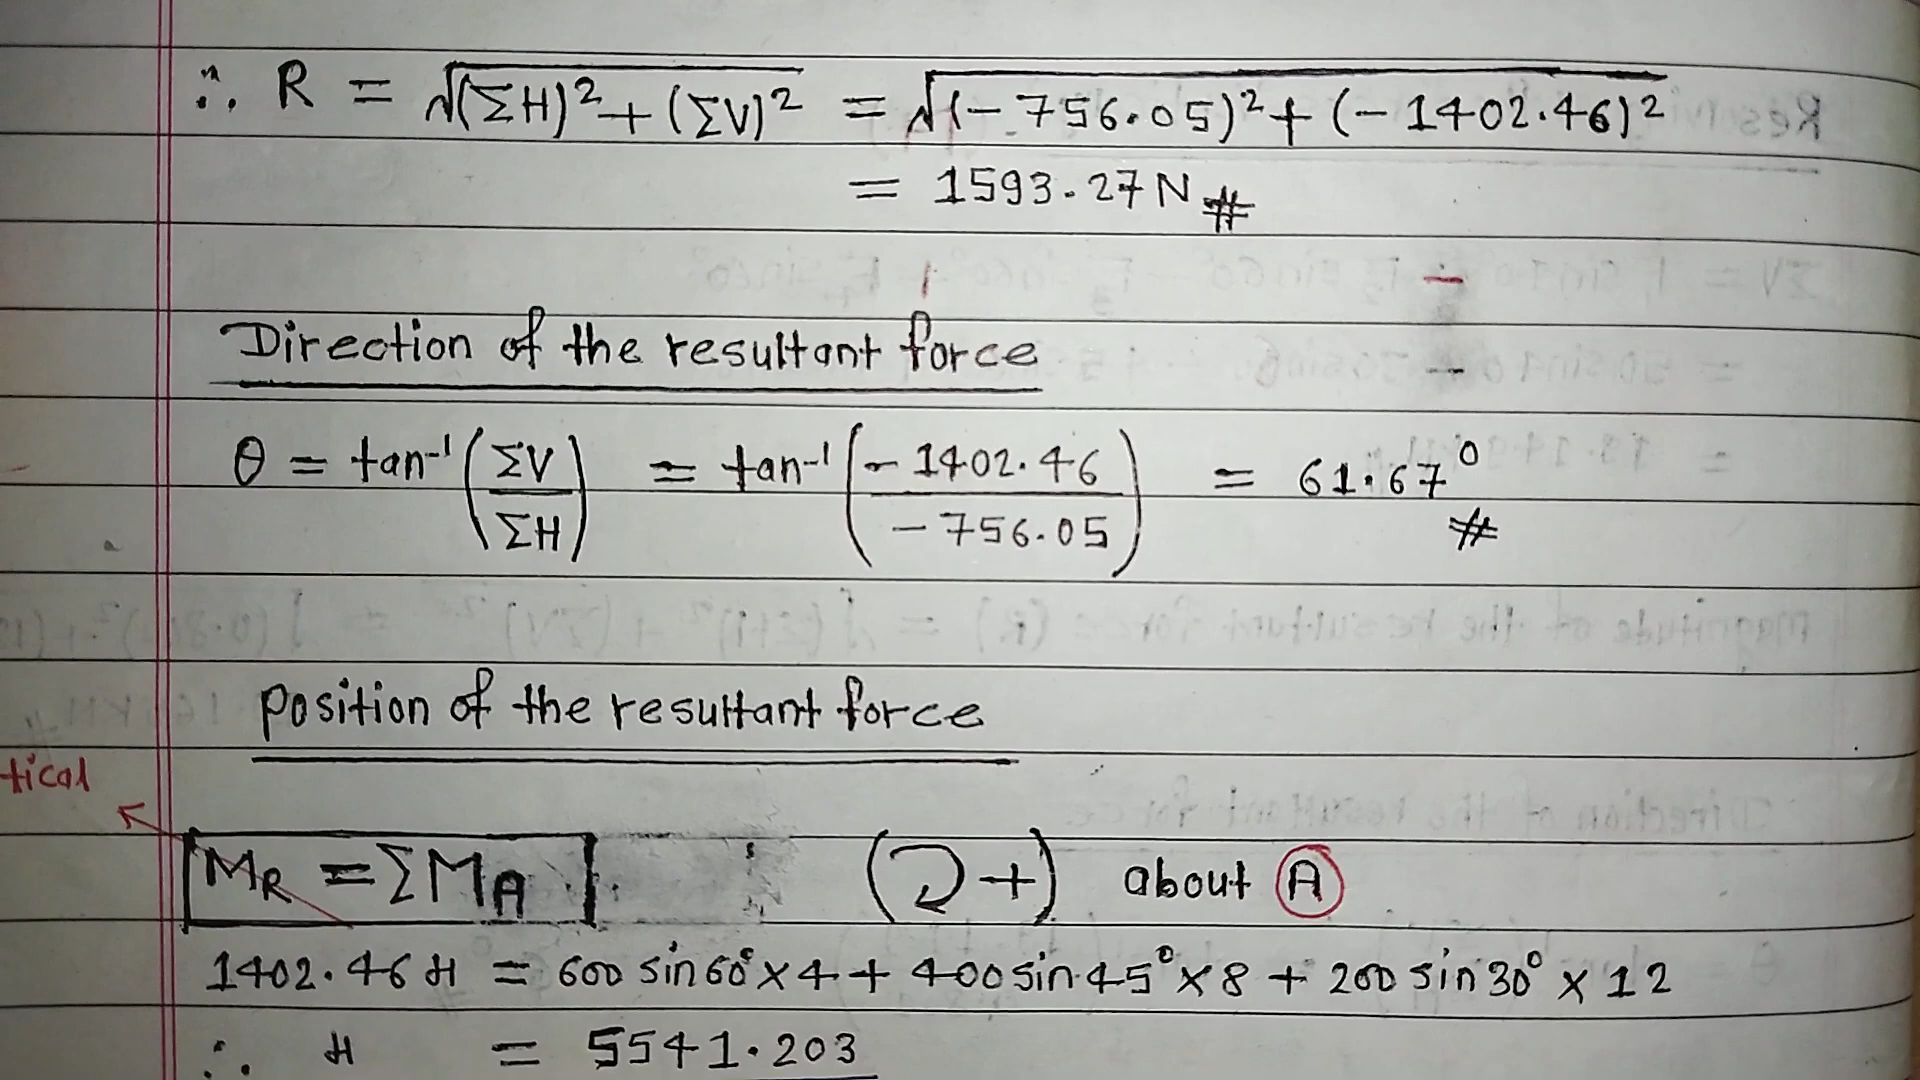 ∴ R = √(ΣH)² + (ΣV)² = √(-756.05)² + (-1402.46)²
= 1593.27 N #
Direction of the resultant force
θ = tan⁻¹(ΣV/ΣH) = tan⁻¹(-1402.46/-756.05) = 61.67° #
Position of the resultant force
tical
M_R = ΣM_A (↻+) about Ⓐ
1402.46 H = 600 sin 60° × 4 + 400 sin 45° × 8 + 200 sin 30° × 12
∴ H = 5541.203